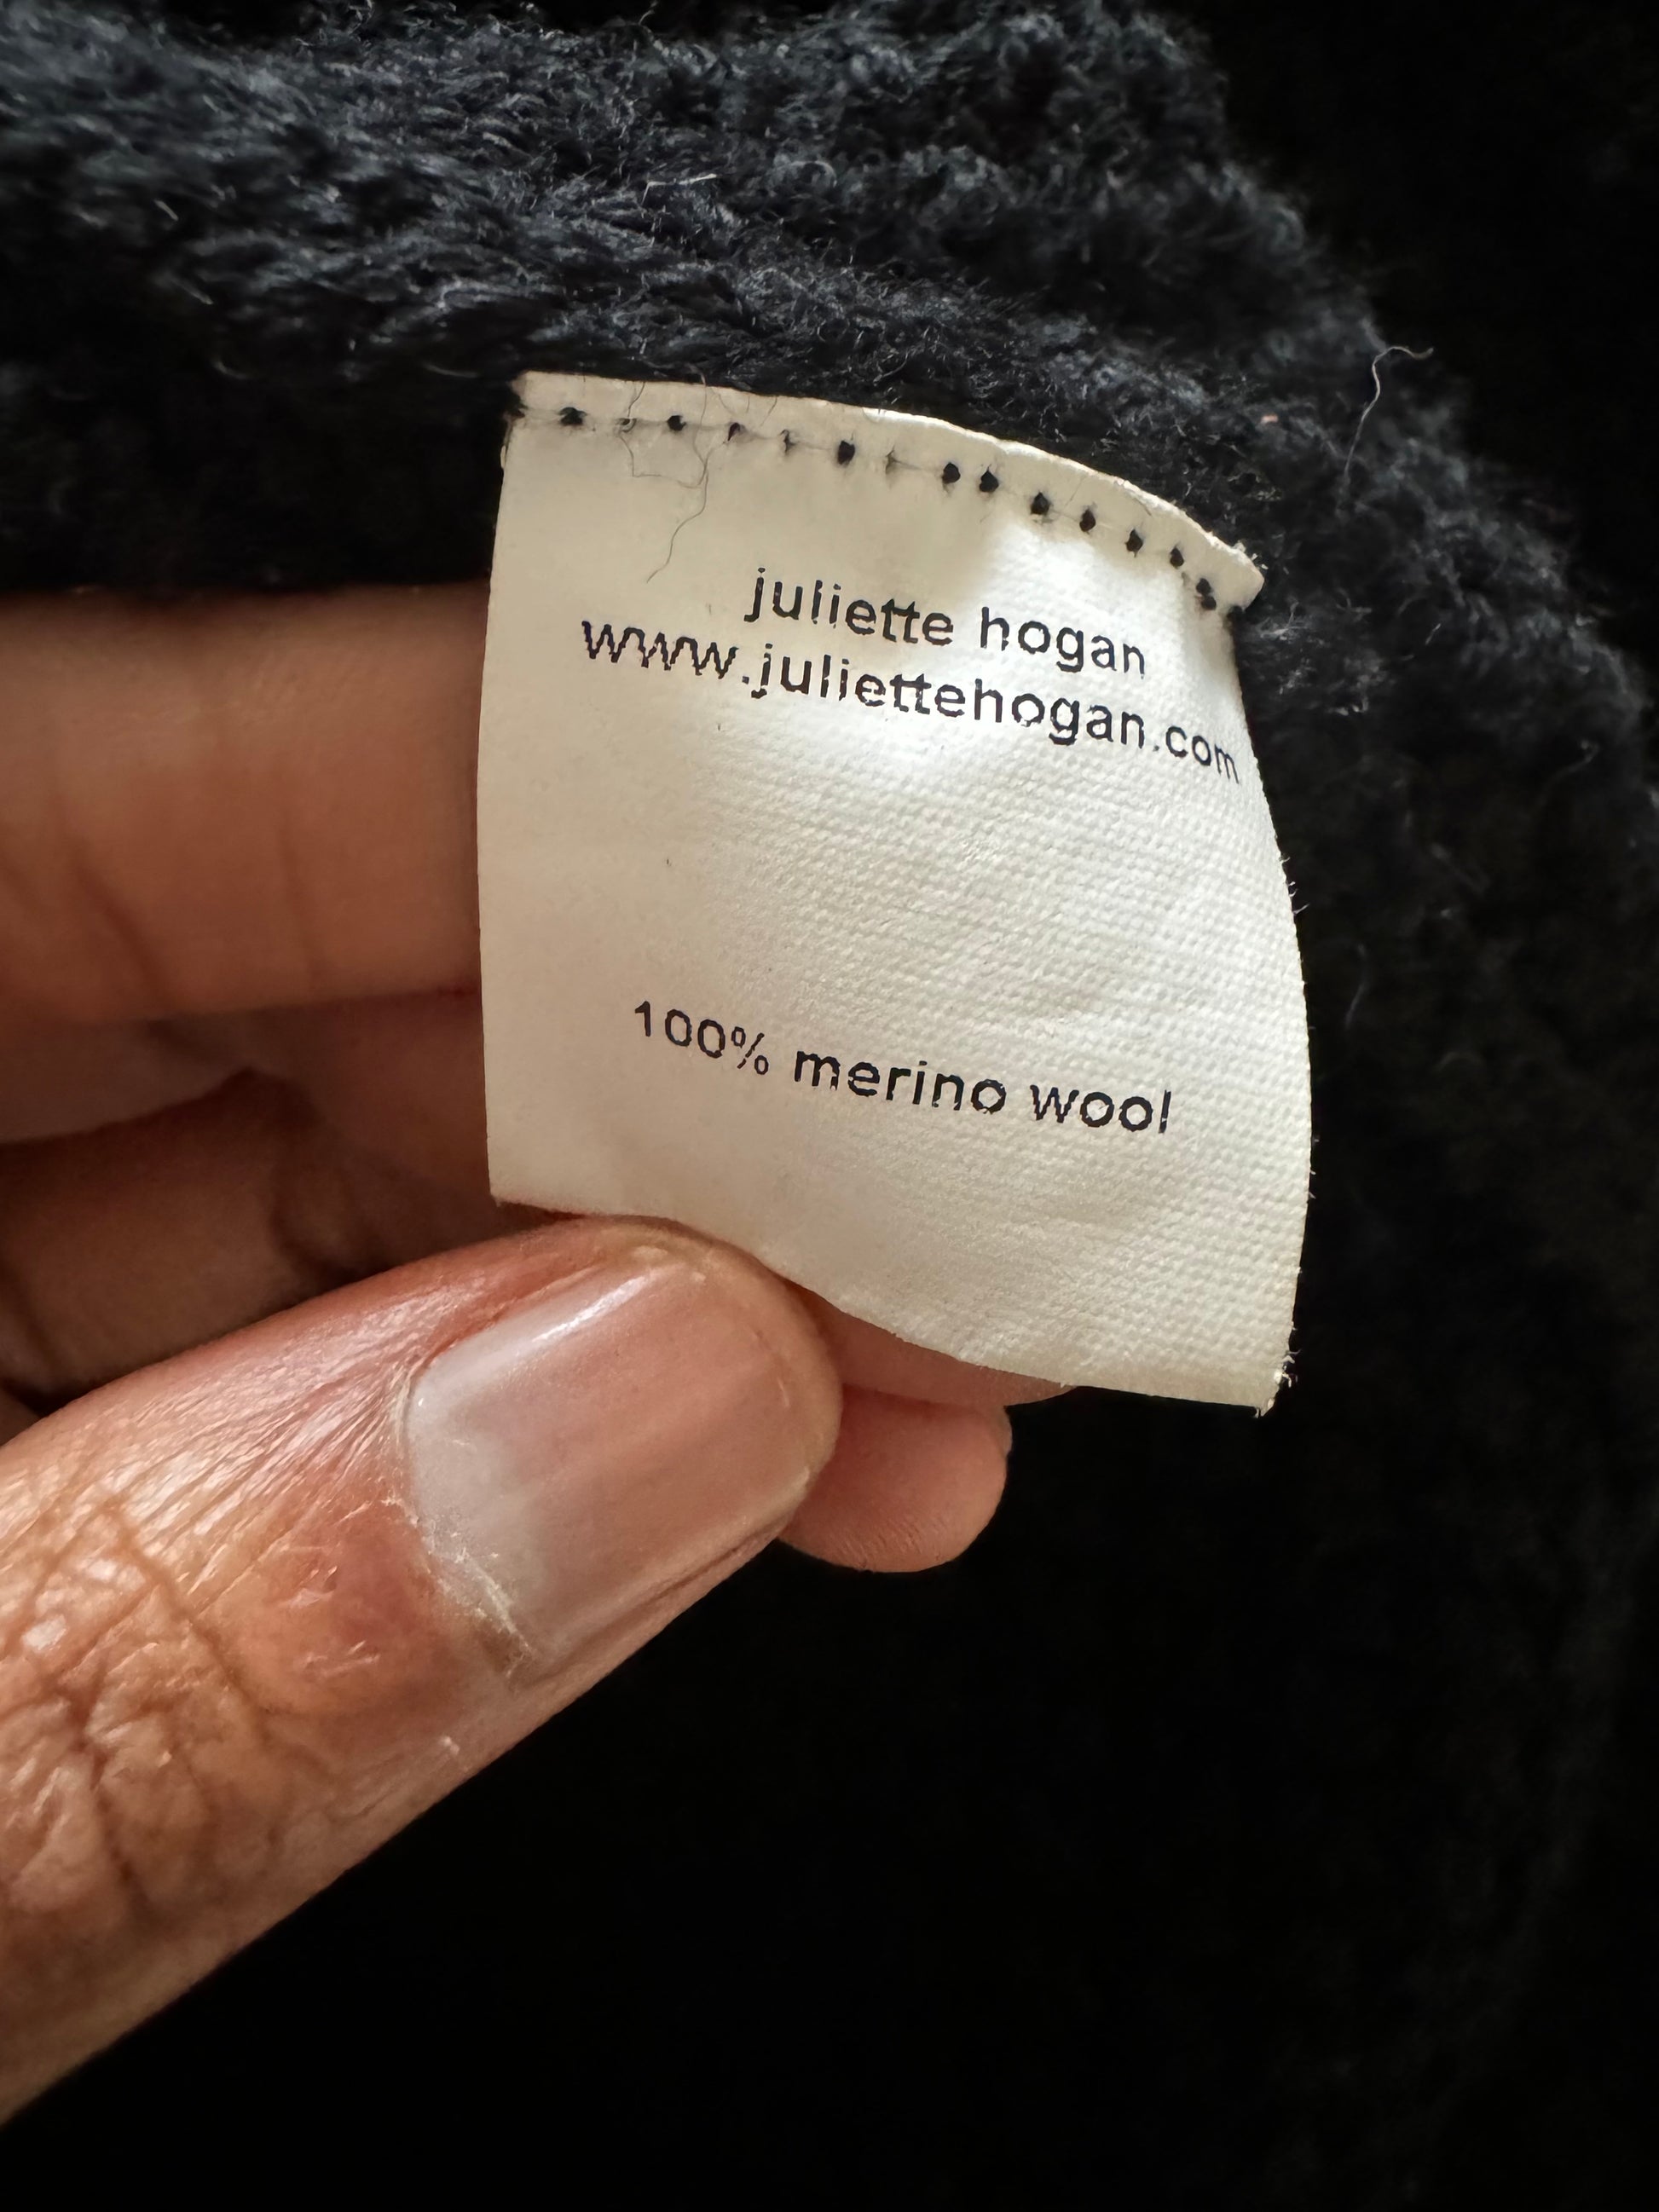 juliette hogan
www.juliettehogan.com
100% merino wool